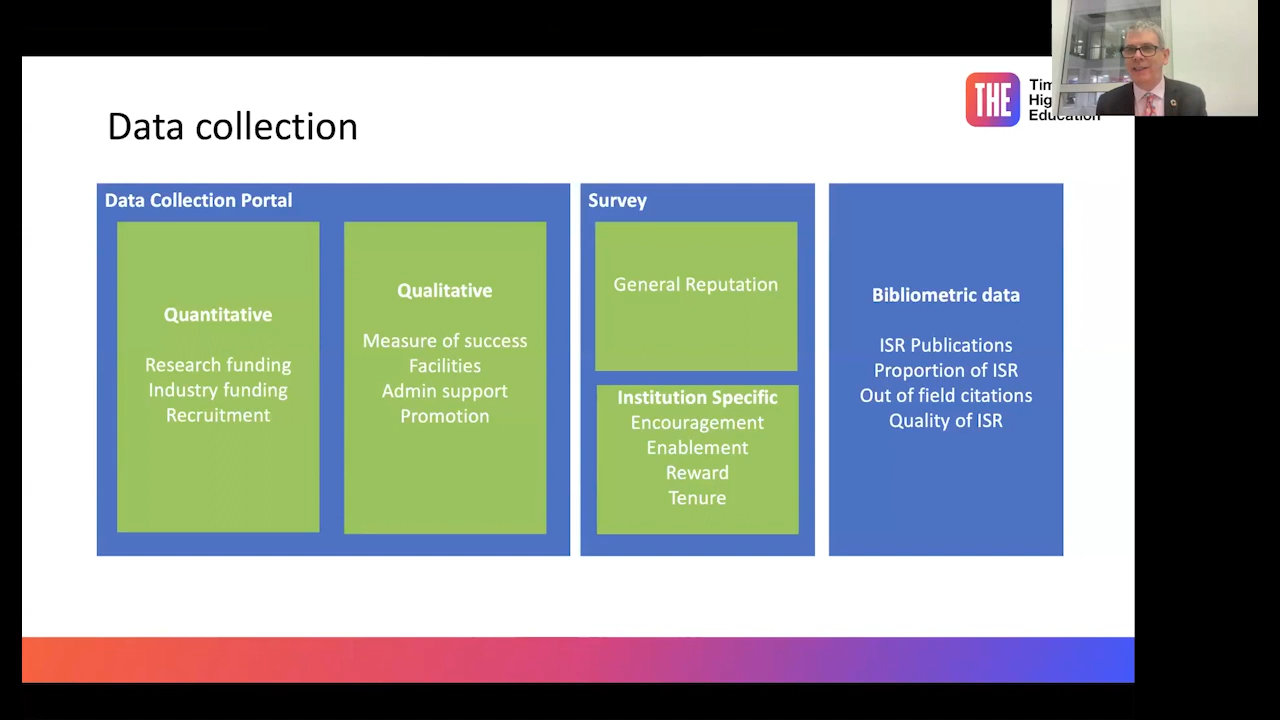 Data collection
THE
Education
Data Collection Portal
Quantitative
Research funding
Industry funding
Recruitment
Qualitative
Measure of success
Facilities
Admin support
Promotion
Survey
General Reputation
Institution Specific
Encouragement
Enablement
Reward
Tenure
Bibliometric data
ISR Publications
Proportion of ISR
Out of field citations
Quality of ISR